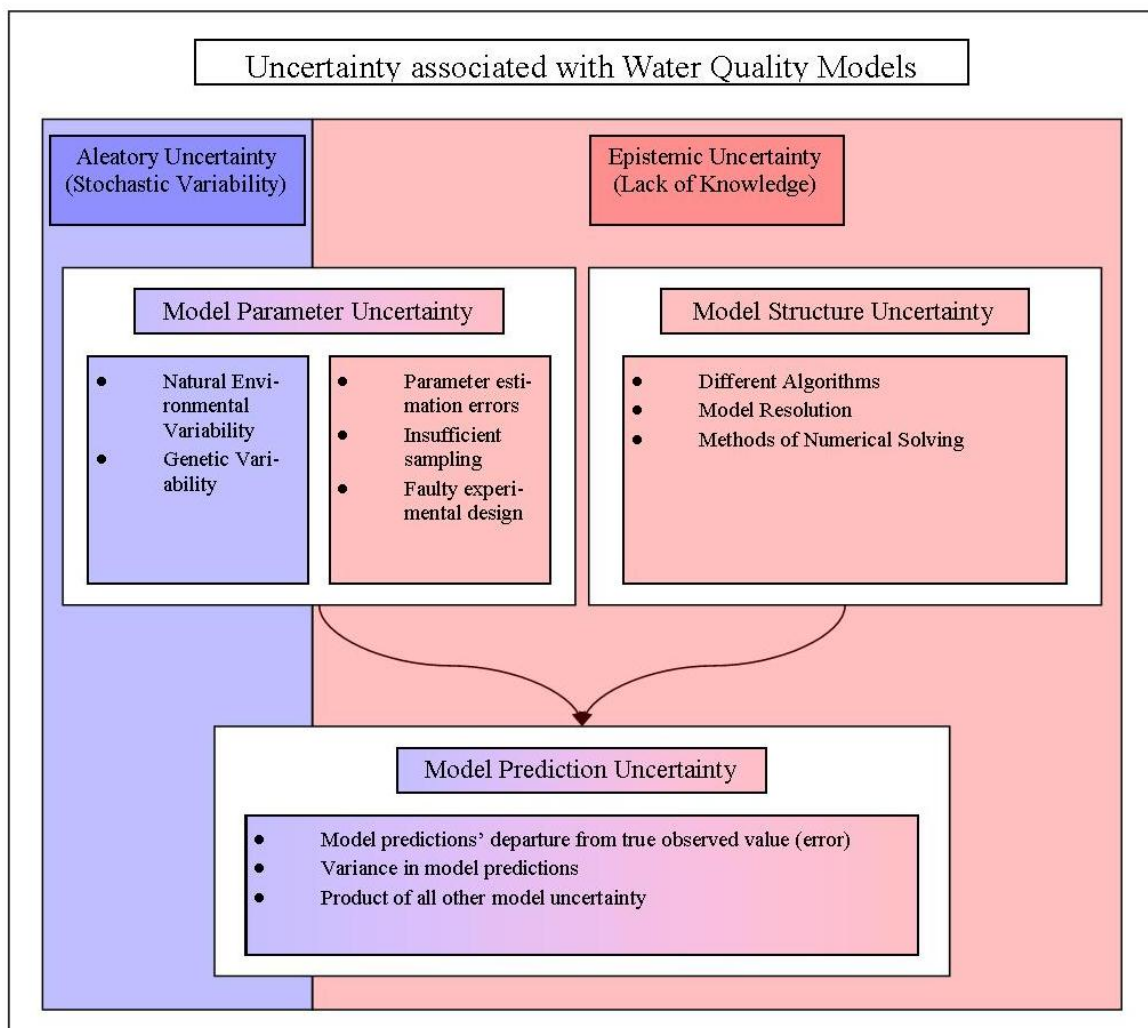 Uncertainty associated with Water Quality Models
Aleatory Uncertainty
(Stochastic Variability)
Epistemic Uncertainty
(Lack of Knowledge)
Model Parameter Uncertainty
● Natural Envi-
ronmental
Variability
● Genetic Vari-
ability
● Parameter esti-
mation errors
● Insufficient
sampling
● Faulty experi-
mental design
Model Structure Uncertainty
● Different Algorithms
● Model Resolution
● Methods of Numerical Solving
Model Prediction Uncertainty
● Model predictions’ departure from true observed value (error)
● Variance in model predictions
● Product of all other model uncertainty